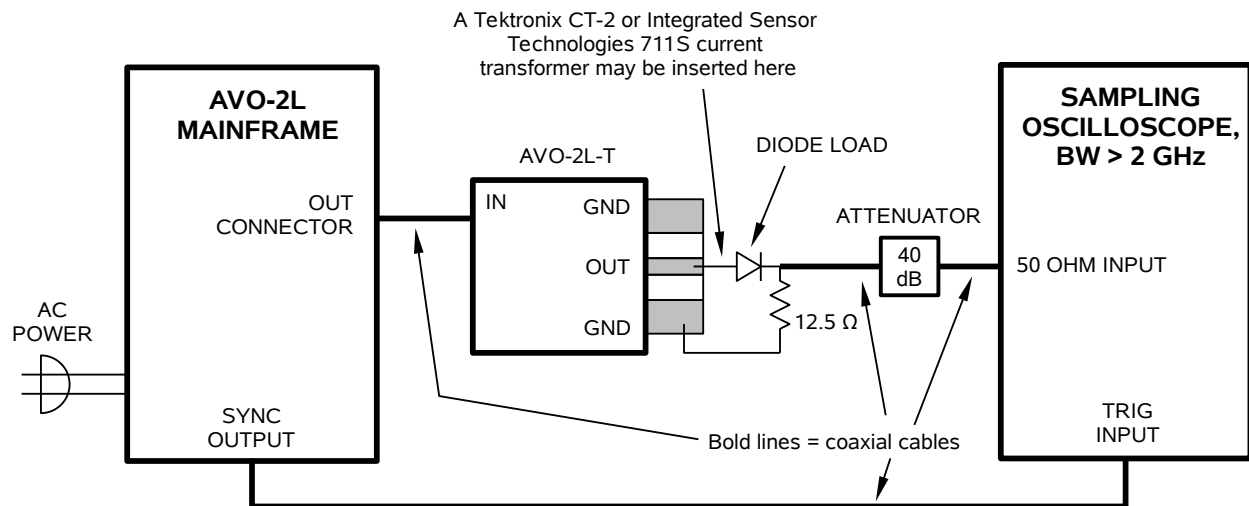 A Tektronix CT-2 or Integrated Sensor
Technologies 711S current
transformer may be inserted here
AVO-2L
MAINFRAME
SAMPLING
OSCILLOSCOPE,
BW > 2 GHz
DIODE LOAD
AVO-2L-T
OUT
CONNECTOR
IN
GND
OUT
GND
ATTENUATOR
40
dB
50 OHM INPUT
12.5 Ω
AC
POWER
SYNC
OUTPUT
Bold lines = coaxial cables
TRIG
INPUT